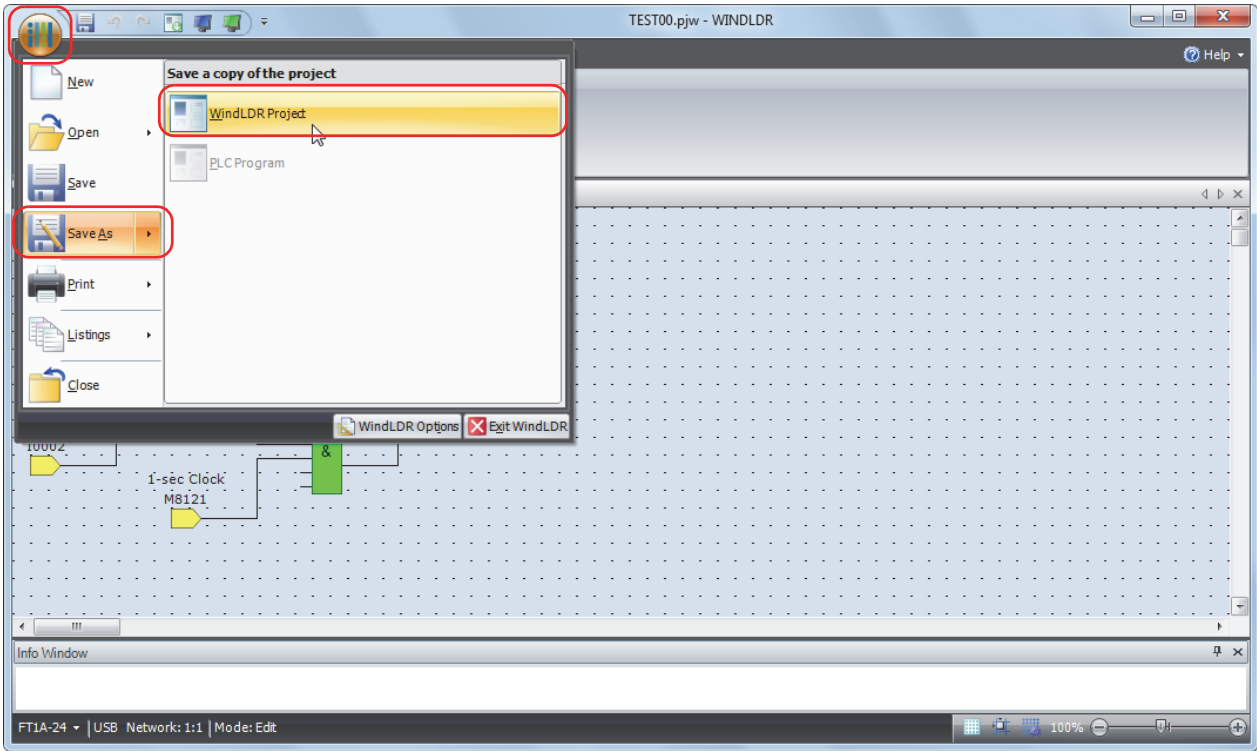 TEST00.pjw - WINDLDR
Help
New
Open
Save
Save As
Print
Listings
Close
Save a copy of the project
WindLDR Project
PLC Program
WindLDR Options
Exit WindLDR
I0002
&
1-sec Clock
M8121
Info Window
FT1A-24
USB Network: 1:1
Mode: Edit
100%